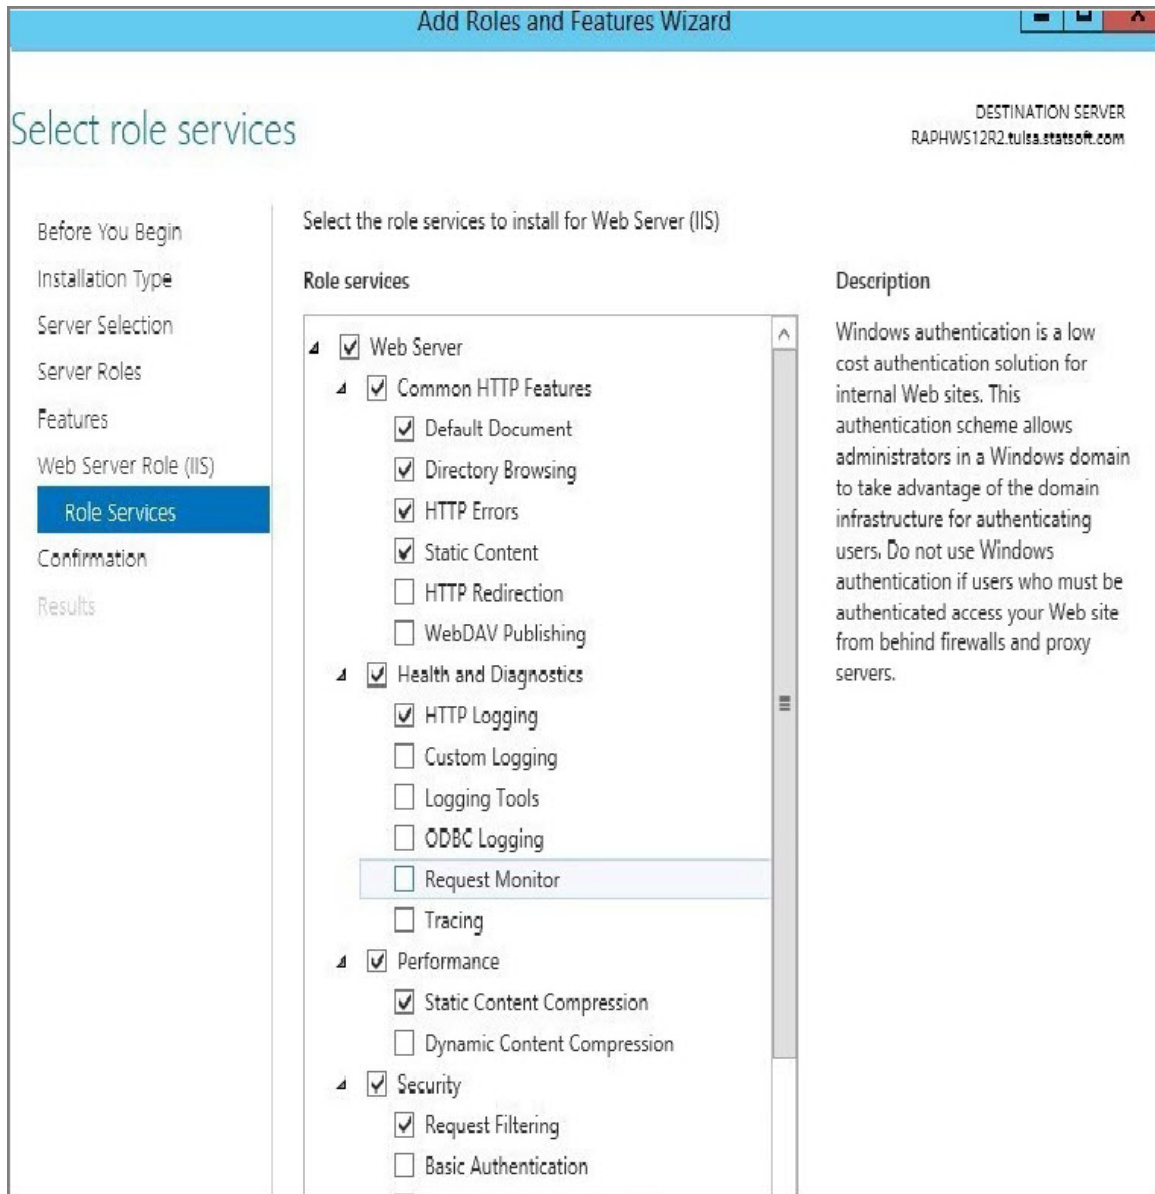 Add Roles and Features Wizard
Select role services
DESTINATION SERVER
RAPHWS12R2.tulsa.statsoft.com
Before You Begin
Installation Type
Server Selection
Server Roles
Features
Web Server Role (IIS)
Role Services
Confirmation
Results
Select the role services to install for Web Server (IIS)
Role services
Web Server
Common HTTP Features
Default Document
Directory Browsing
HTTP Errors
Static Content
HTTP Redirection
WebDAV Publishing
Health and Diagnostics
HTTP Logging
Custom Logging
Logging Tools
ODBC Logging
Request Monitor
Tracing
Performance
Static Content Compression
Dynamic Content Compression
Security
Request Filtering
Basic Authentication
Description
Windows authentication is a low
cost authentication solution for
internal Web sites. This
authentication scheme allows
administrators in a Windows domain
to take advantage of the domain
infrastructure for authenticating
users. Do not use Windows
authentication if users who must be
authenticated access your Web site
from behind firewalls and proxy
servers.